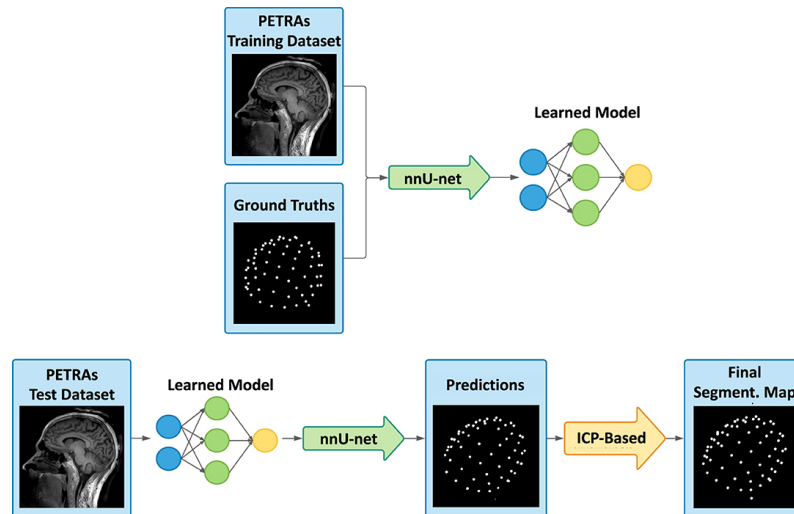 PETRAs
Training Dataset
Learned Model
nnU-net
Ground Truths
PETRAs
Test Dataset
Learned Model
nnU-net
Predictions
ICP-Based
Final
Segment. Map